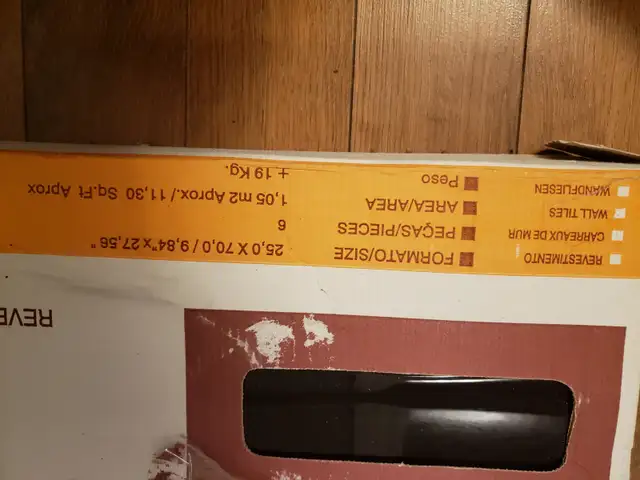 REVESTIMENTO
CARREAUX DE MUR
WALL TILES
WANDFLIESEN
FORMATO/SIZE 25,0 X 70,0 / 9,84"x 27,56"
PEÇAS/PIECES 6
AREA/AREA 1,05 m2 Aprox./ 11,30 Sq.Ft Aprox
Peso ± 19 Kg.
REVE